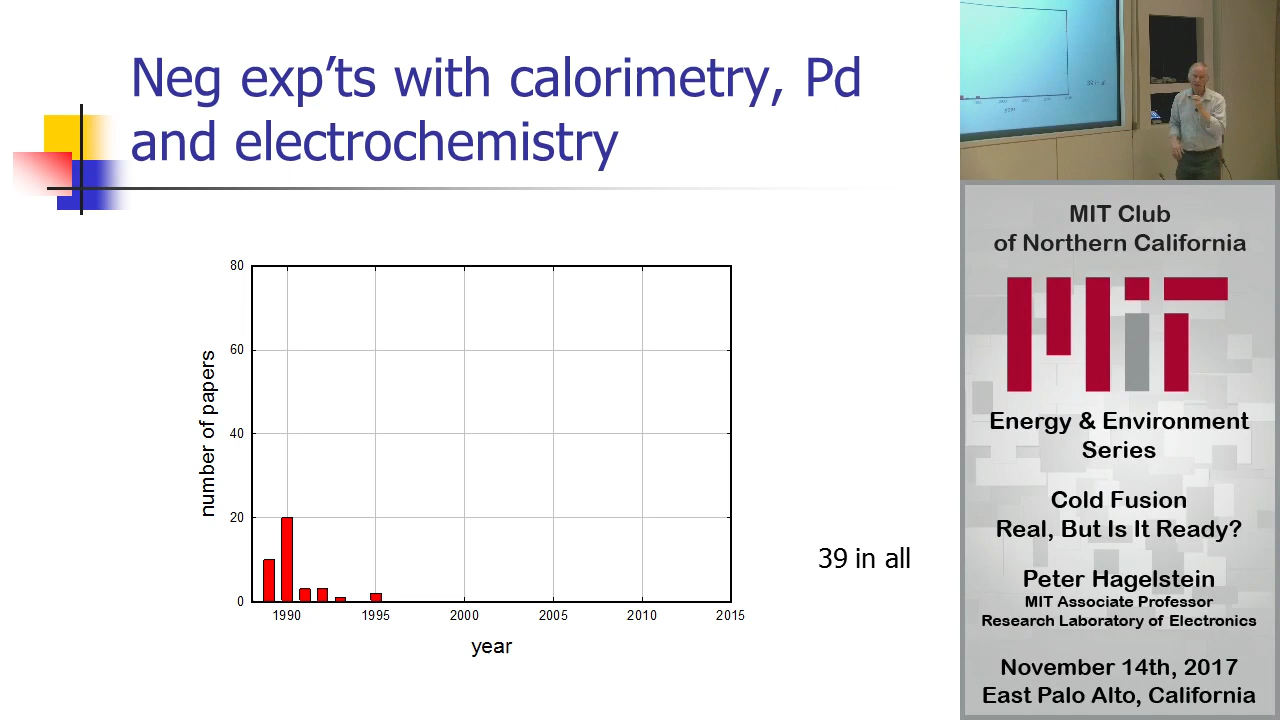 Neg exp'ts with calorimetry, Pd
and electrochemistry
80
60
40
20
0
number of papers
1990
1995
2000
2005
2010
2015
year
39 in all
MIT Club
of Northern California
MIT
Energy & Environment
Series
Cold Fusion
Real, But Is It Ready?
Peter Hagelstein
MIT Associate Professor
Research Laboratory of Electronics
November 14th, 2017
East Palo Alto, California